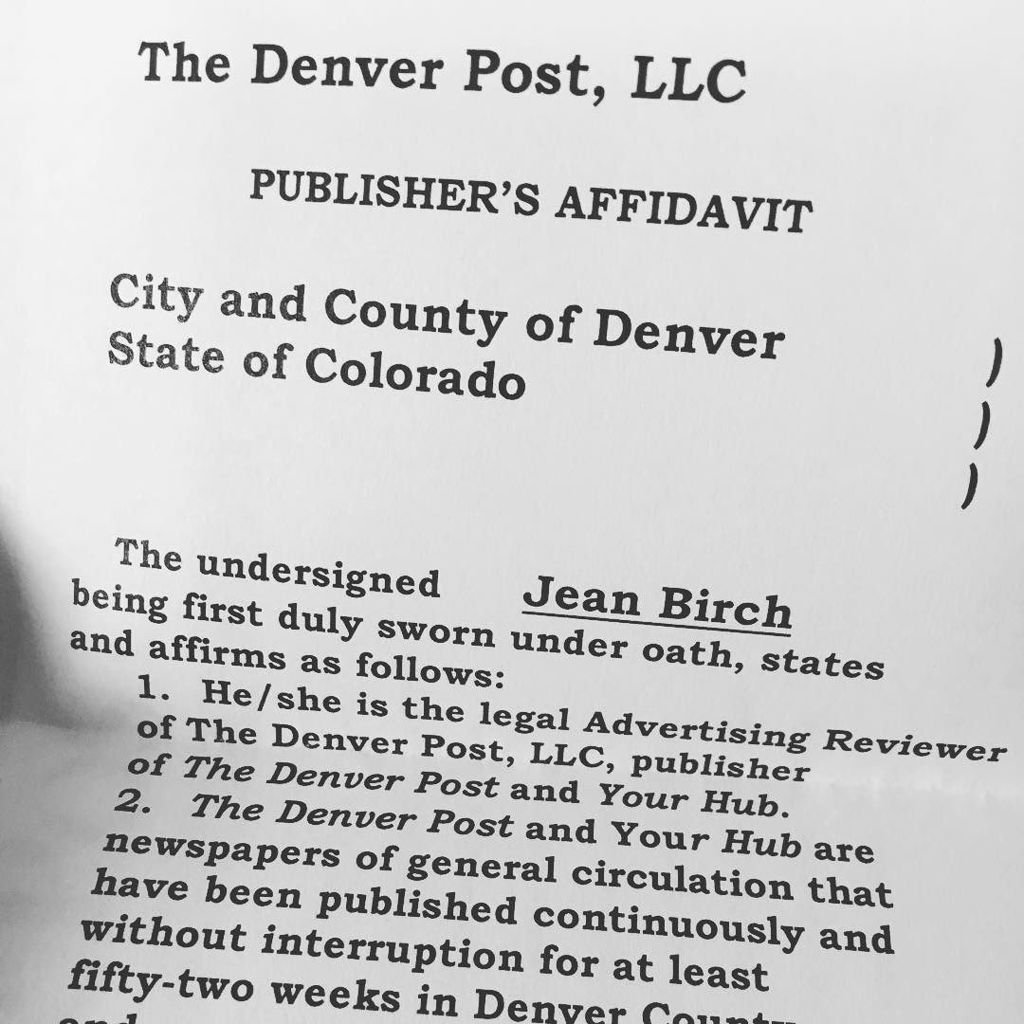 The Denver Post, LLC
PUBLISHER'S AFFIDAVIT
City and County of Denver )
State of Colorado )
)
The undersigned Jean Birch
being first duly sworn under oath, states
and affirms as follows:
1. He/she is the legal Advertising Reviewer
of The Denver Post, LLC, publisher
of The Denver Post and Your Hub.
2. The Denver Post and Your Hub are
newspapers of general circulation that
have been published continuously and
without interruption for at least
fifty-two weeks in Denver County
and